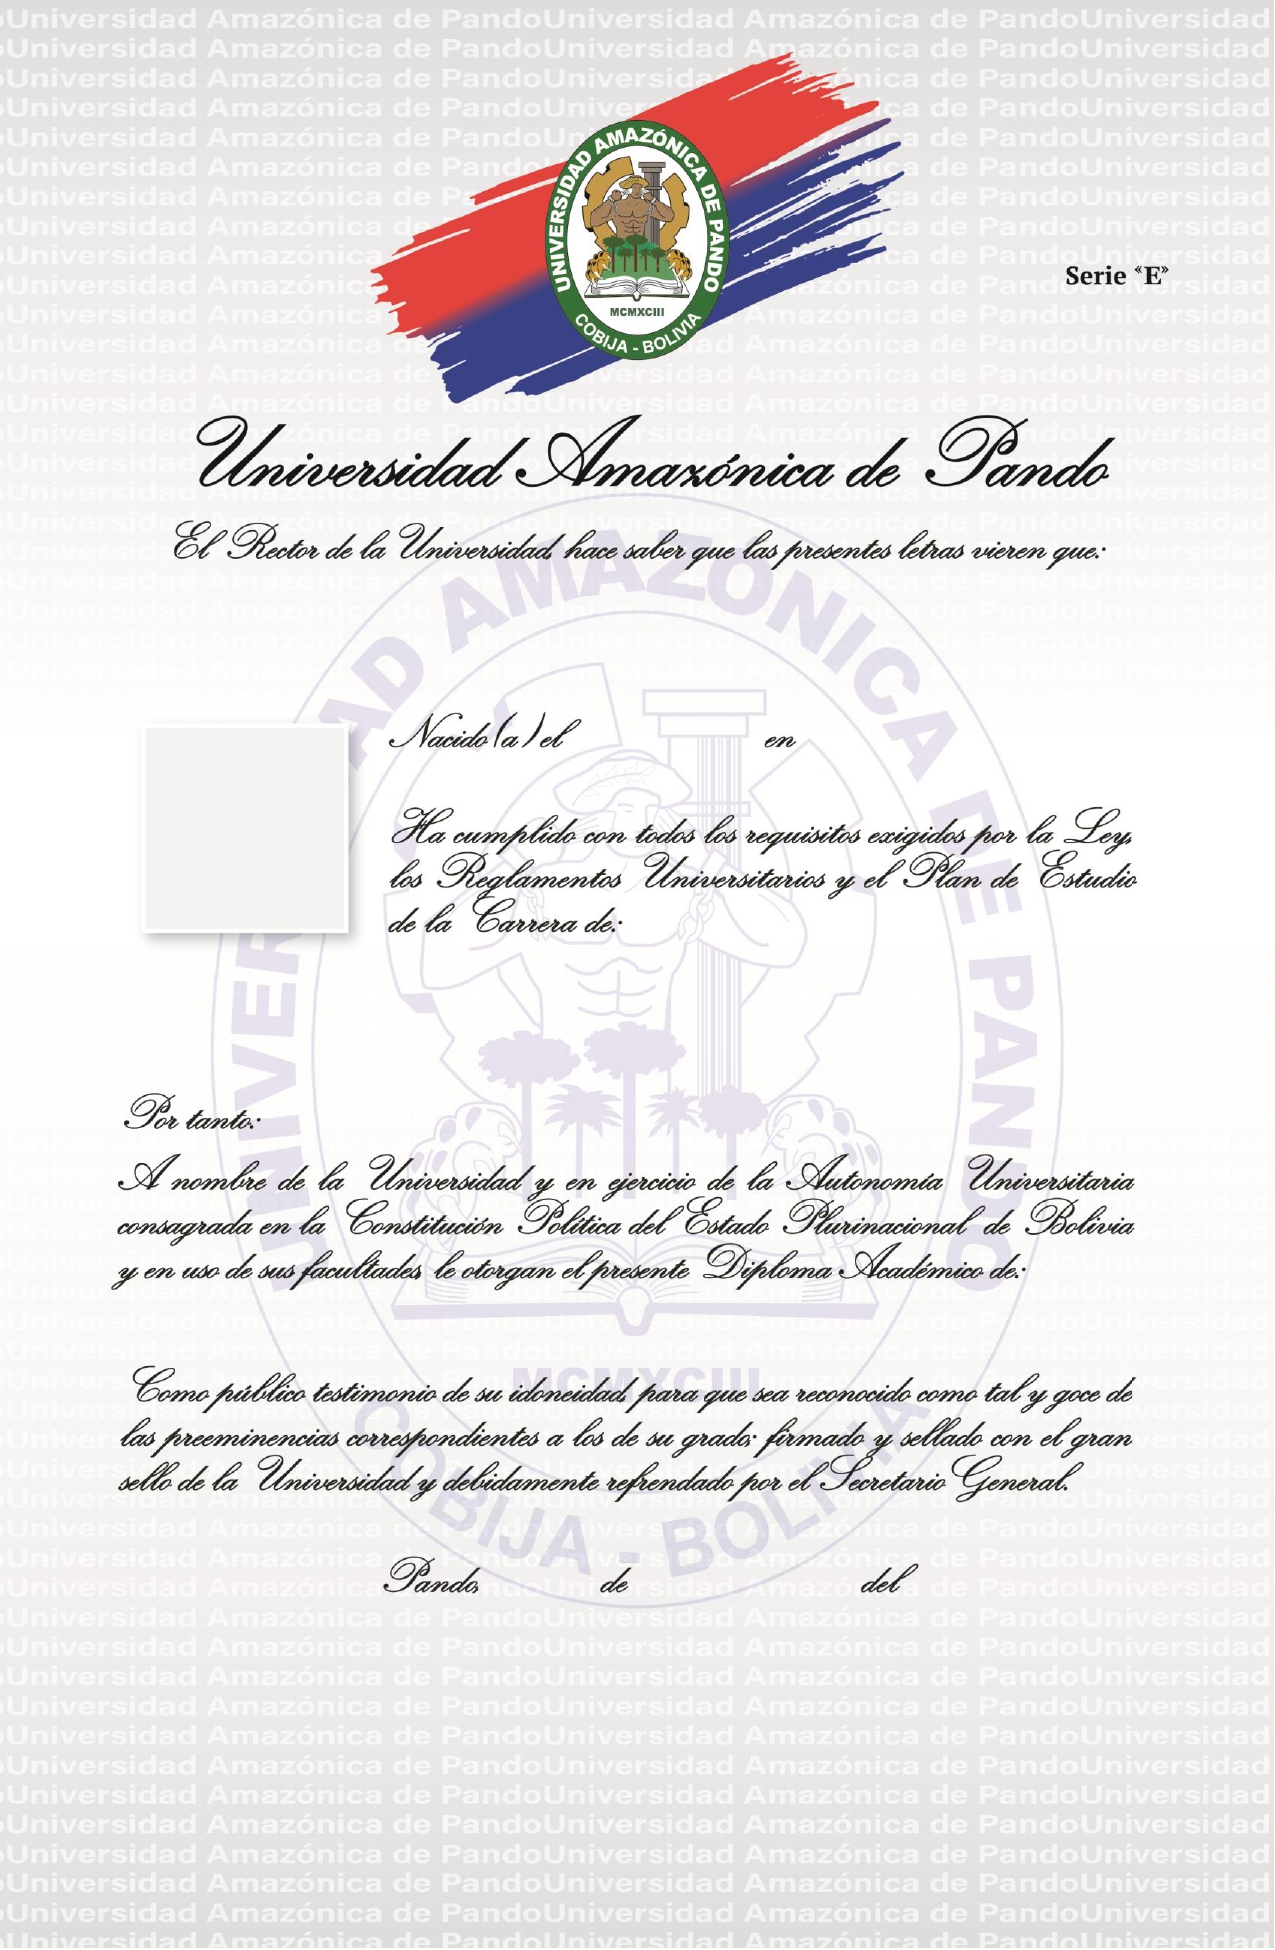 UNIVERSIDAD AMAZÓNICA DE PANDO
MCMXCIII
COBIJA - BOLIVIA
Serie «E»
Universidad Amazónica de Pando
El Rector de la Universidad, hace saber que las presentes letras vieren que:
Nacido(a) el en
Ha cumplido con todos los requisitos exigidos por la Ley,
los Reglamentos Universitarios y el Plan de Estudio
de la Carrera de:
Por tanto:
A nombre de la Universidad y en ejercicio de la Autonomía Universitaria
consagrada en la Constitución Política del Estado Plurinacional de Bolivia
y en uso de sus facultades, le otorgan el presente Diploma Académico de:
Como público testimonio de su idoneidad, para que sea reconocido como tal y goce de
las preeminencias correspondientes a los de su grado; firmado y sellado con el gran
sello de la Universidad y debidamente refrendado por el Secretario General.
Pando, de del